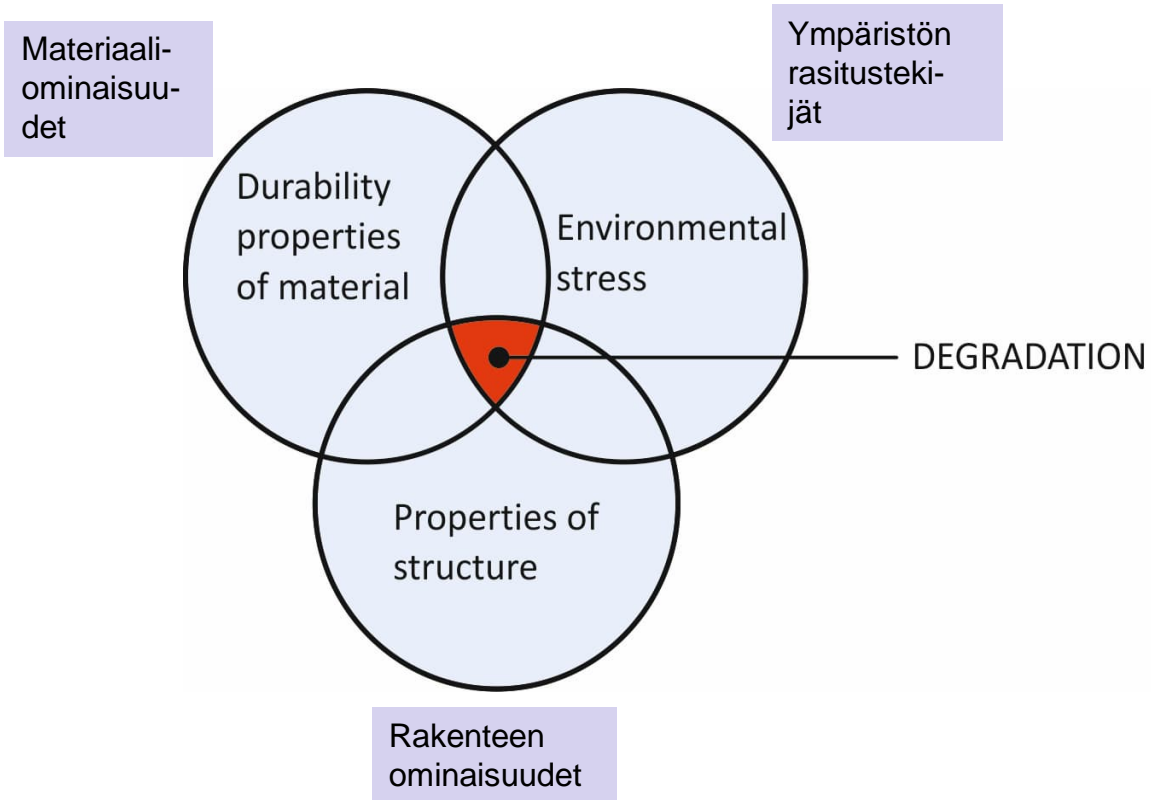 Materiaali-
ominaisuu-
det
Ympäristön
rasitusteki-
jät
Durability
properties
of material
Environmental
stress
DEGRADATION
Properties of
structure
Rakenteen
ominaisuudet